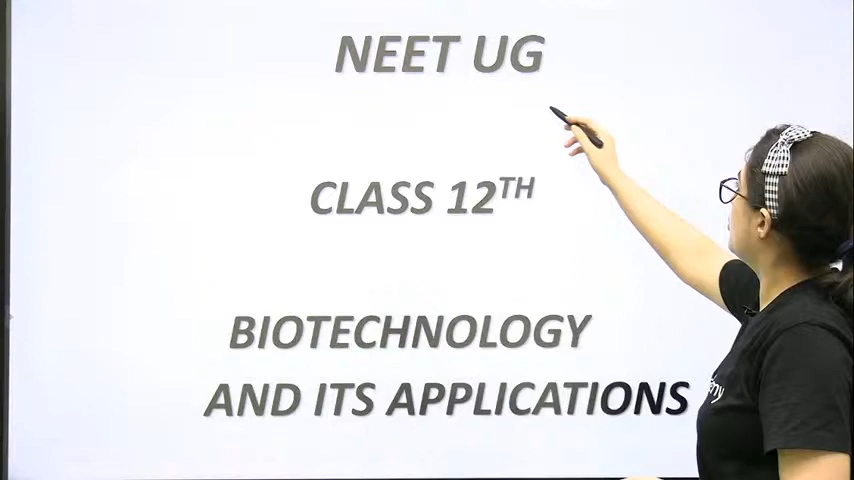 NEET UG
CLASS 12TH
BIOTECHNOLOGY
AND ITS APPLICATIONS